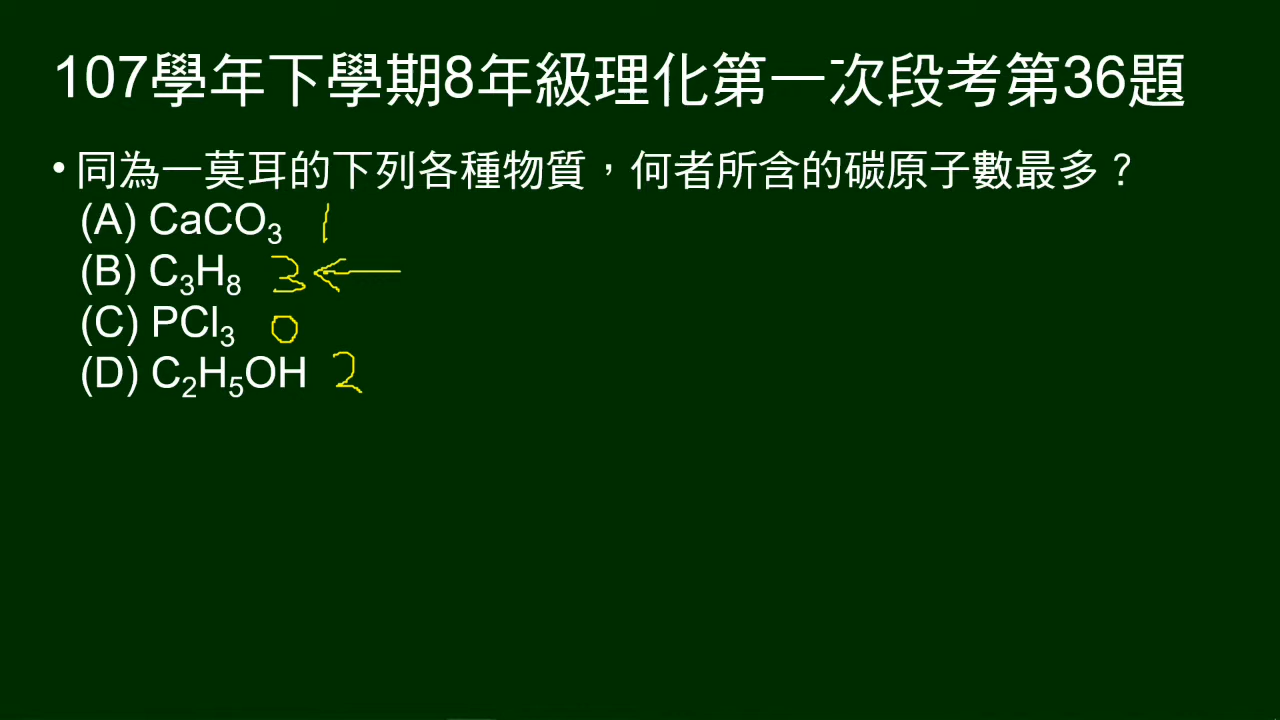 107學年下學期8年級理化第一次段考第36題
•同為一莫耳的下列各種物質，何者所含的碳原子數最多？
(A) CaCO₃ 1
(B) C₃H₈ 3 ←
(C) PCl₃ 0
(D) C₂H₅OH 2